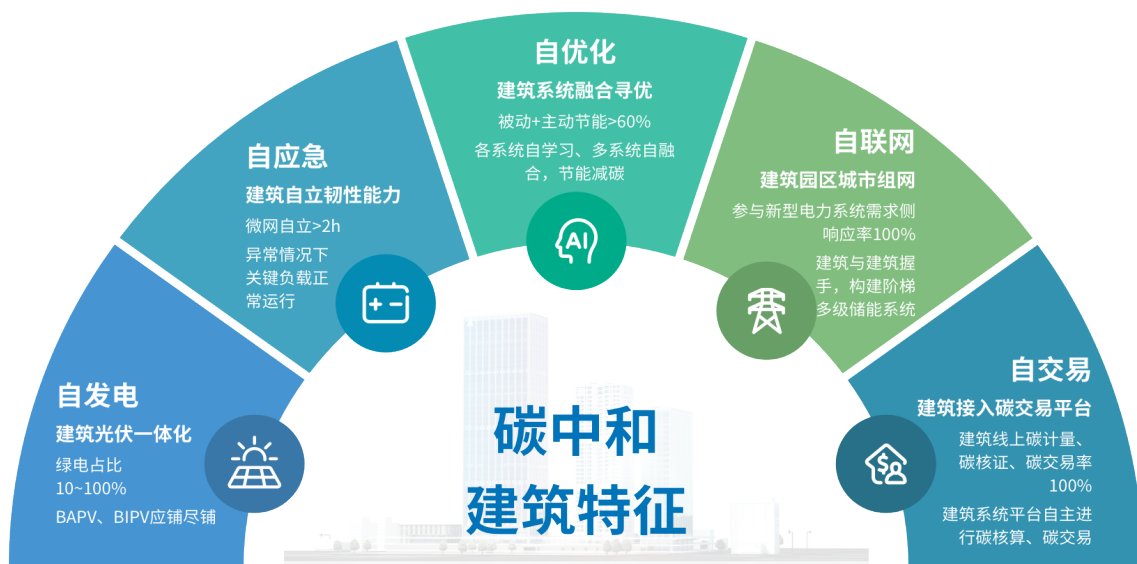 自发电
建筑光伏一体化
绿电占比
10~100%
BAPV、BIPV应铺尽铺
自应急
建筑自立韧性能力
微网自立>2h
异常情况下
关键负载正
常运行
自优化
建筑系统融合寻优
被动+主动节能>60%
各系统自学习、多系统自融
合，节能减碳
AI
自联网
建筑园区城市组网
参与新型电力系统需求侧
响应率100%
建筑与建筑握
手，构建阶梯
多级储能系统
自交易
建筑接入碳交易平台
建筑线上碳计量、
碳核证、碳交易率
100%
建筑系统平台自主进
行碳核算、碳交易
$
碳中和
建筑特征